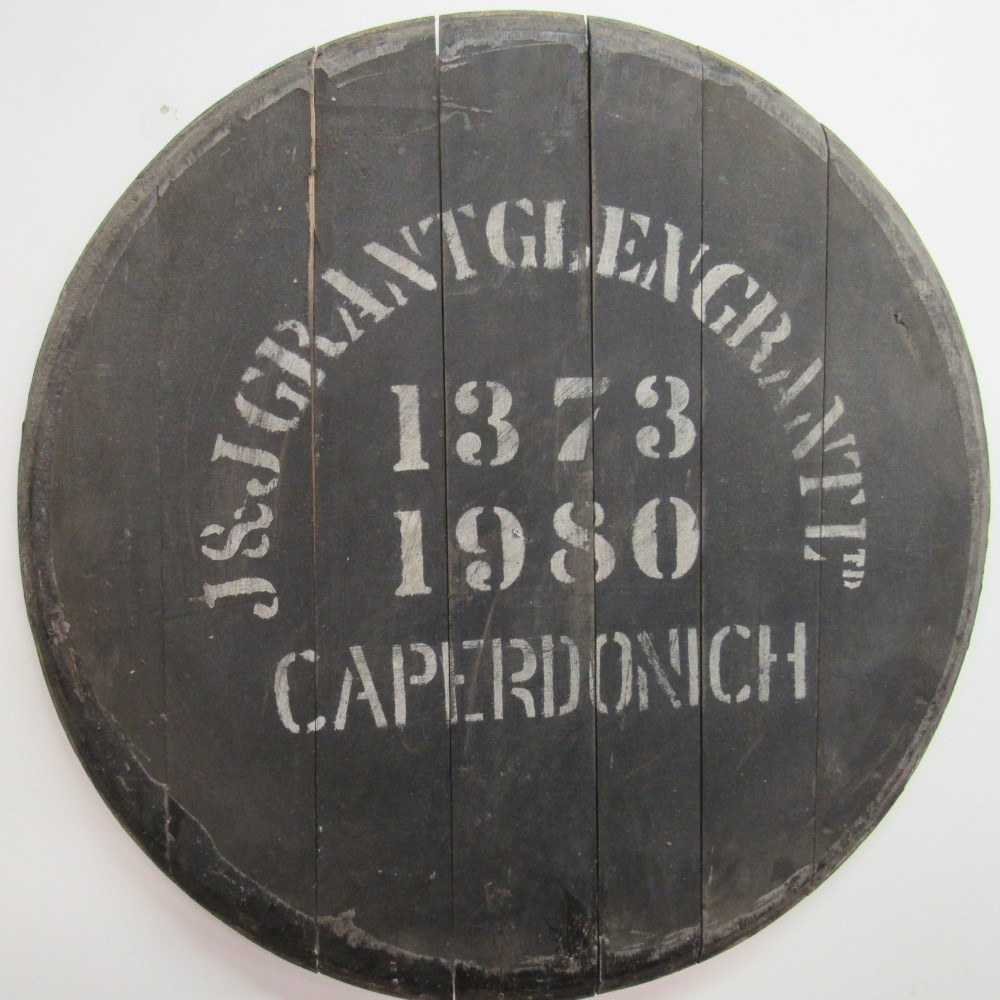 J&J GRANT GLEN GRANT LTD
1373
1980
CAPERDONICH